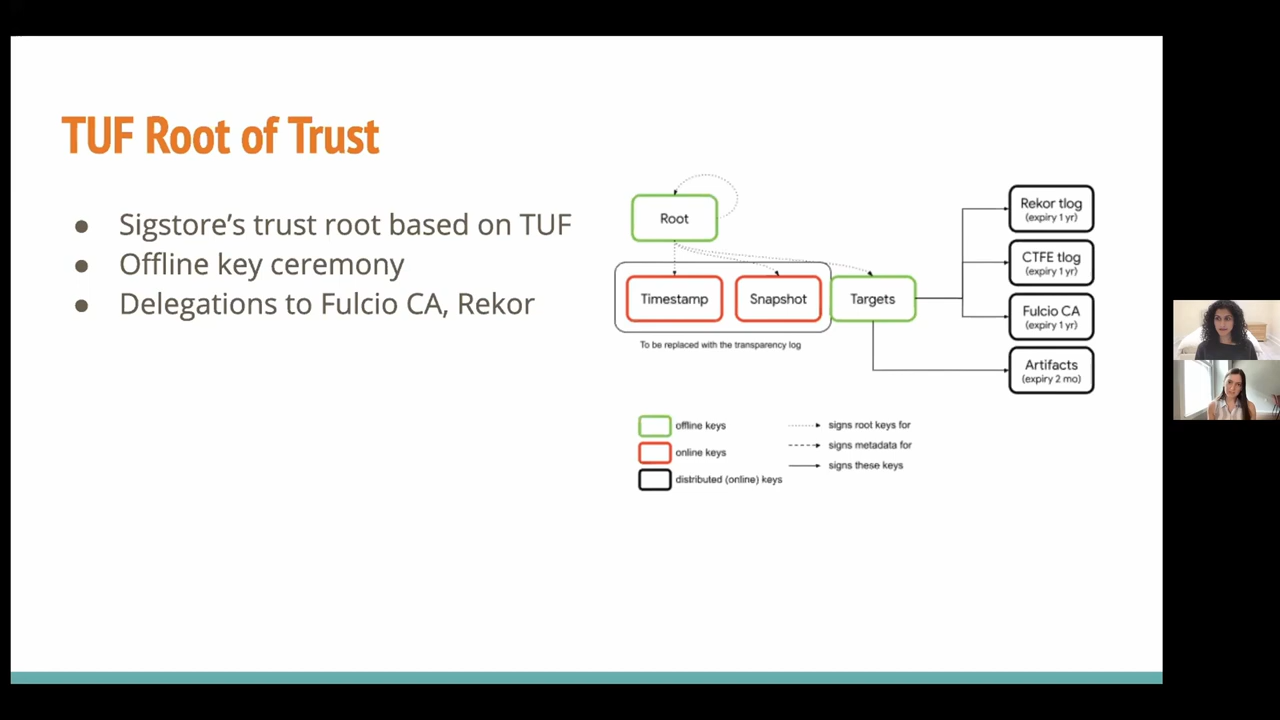 TUF Root of Trust
● Sigstore’s trust root based on TUF
● Offline key ceremony
● Delegations to Fulcio CA, Rekor
Root
Timestamp
Snapshot
Targets
To be replaced with the transparency log
Rekor tlog
(expiry 1 yr)
CTFE tlog
(expiry 1yr)
Fulcio CA
(expiry 1 yr)
Artifacts
(expiry 2 mo)
offline keys
online keys
distributed (online) keys
signs root keys for
signs metadata for
signs these keys